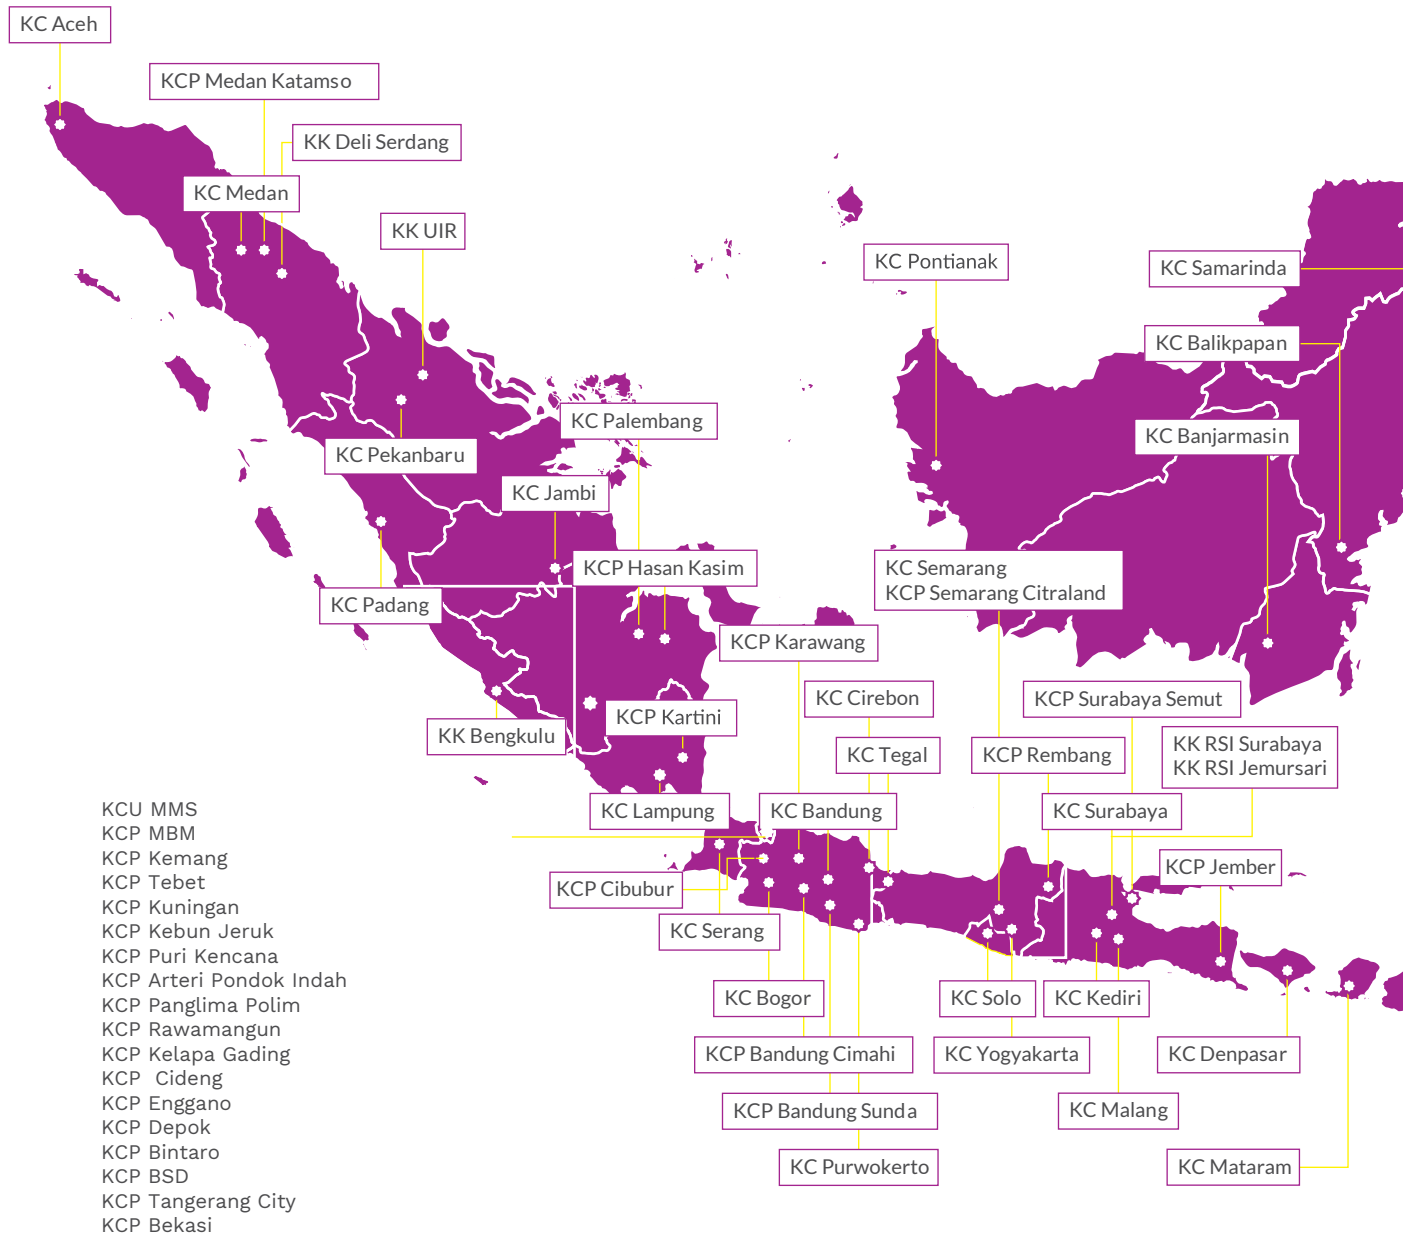 KC Aceh
KCP Medan Katamso
KK Deli Serdang
KC Medan
KK UIR
KC Pontianak
KC Samarinda
KC Balikpapan
KC Palembang
KC Banjarmasin
KC Pekanbaru
KC Jambi
KCP Hasan Kasim
KC Semarang
KCP Semarang Citraland
KC Padang
KCP Karawang
KC Cirebon
KCP Surabaya Semut
KCP Kartini
KK Bengkulu
KC Tegal
KCP Rembang
KK RSI Surabaya
KK RSI Jemursari
KC Lampung
KC Bandung
KC Surabaya
KCP Jember
KCP Cibubur
KC Serang
KC Bogor
KC Solo
KC Kediri
KCP Bandung Cimahi
KC Yogyakarta
KC Denpasar
KCP Bandung Sunda
KC Malang
KC Purwokerto
KC Mataram
KCU MMS
KCP MBM
KCP Kemang
KCP Tebet
KCP Kuningan
KCP Kebun Jeruk
KCP Puri Kencana
KCP Arteri Pondok Indah
KCP Panglima Polim
KCP Rawamangun
KCP Kelapa Gading
KCP Cideng
KCP Enggano
KCP Depok
KCP Bintaro
KCP BSD
KCP Tangerang City
KCP Bekasi